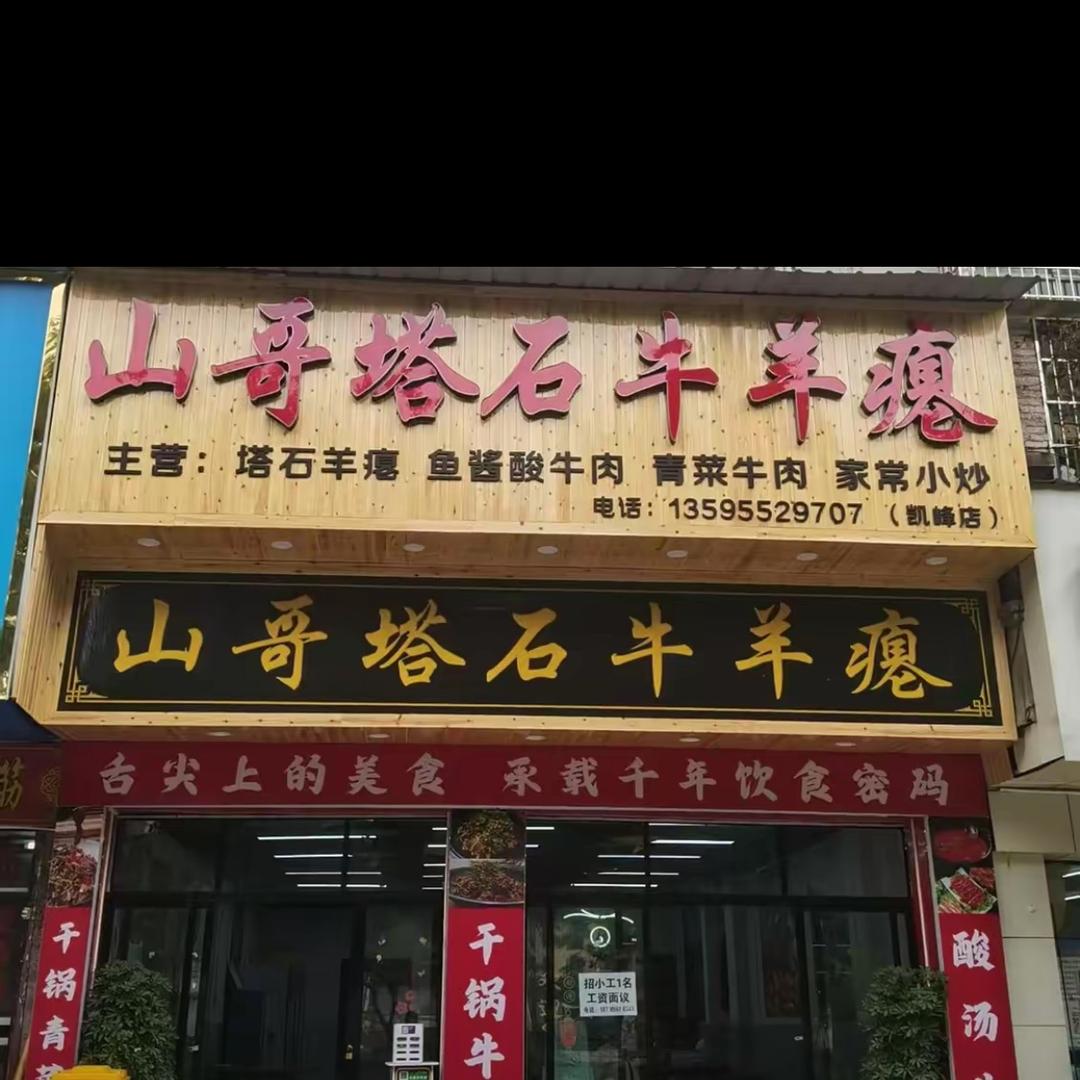 山哥塔石牛羊瘪
主营：塔石羊瘪 鱼酱酸牛肉 青菜牛肉 家常小炒
电话：13595529707 （凯峰店）
山哥塔石牛羊瘪
舌尖上的美食 承载千年饮食密码
干锅青菜
干锅牛
招小工1名
工资面议
酸汤
筋